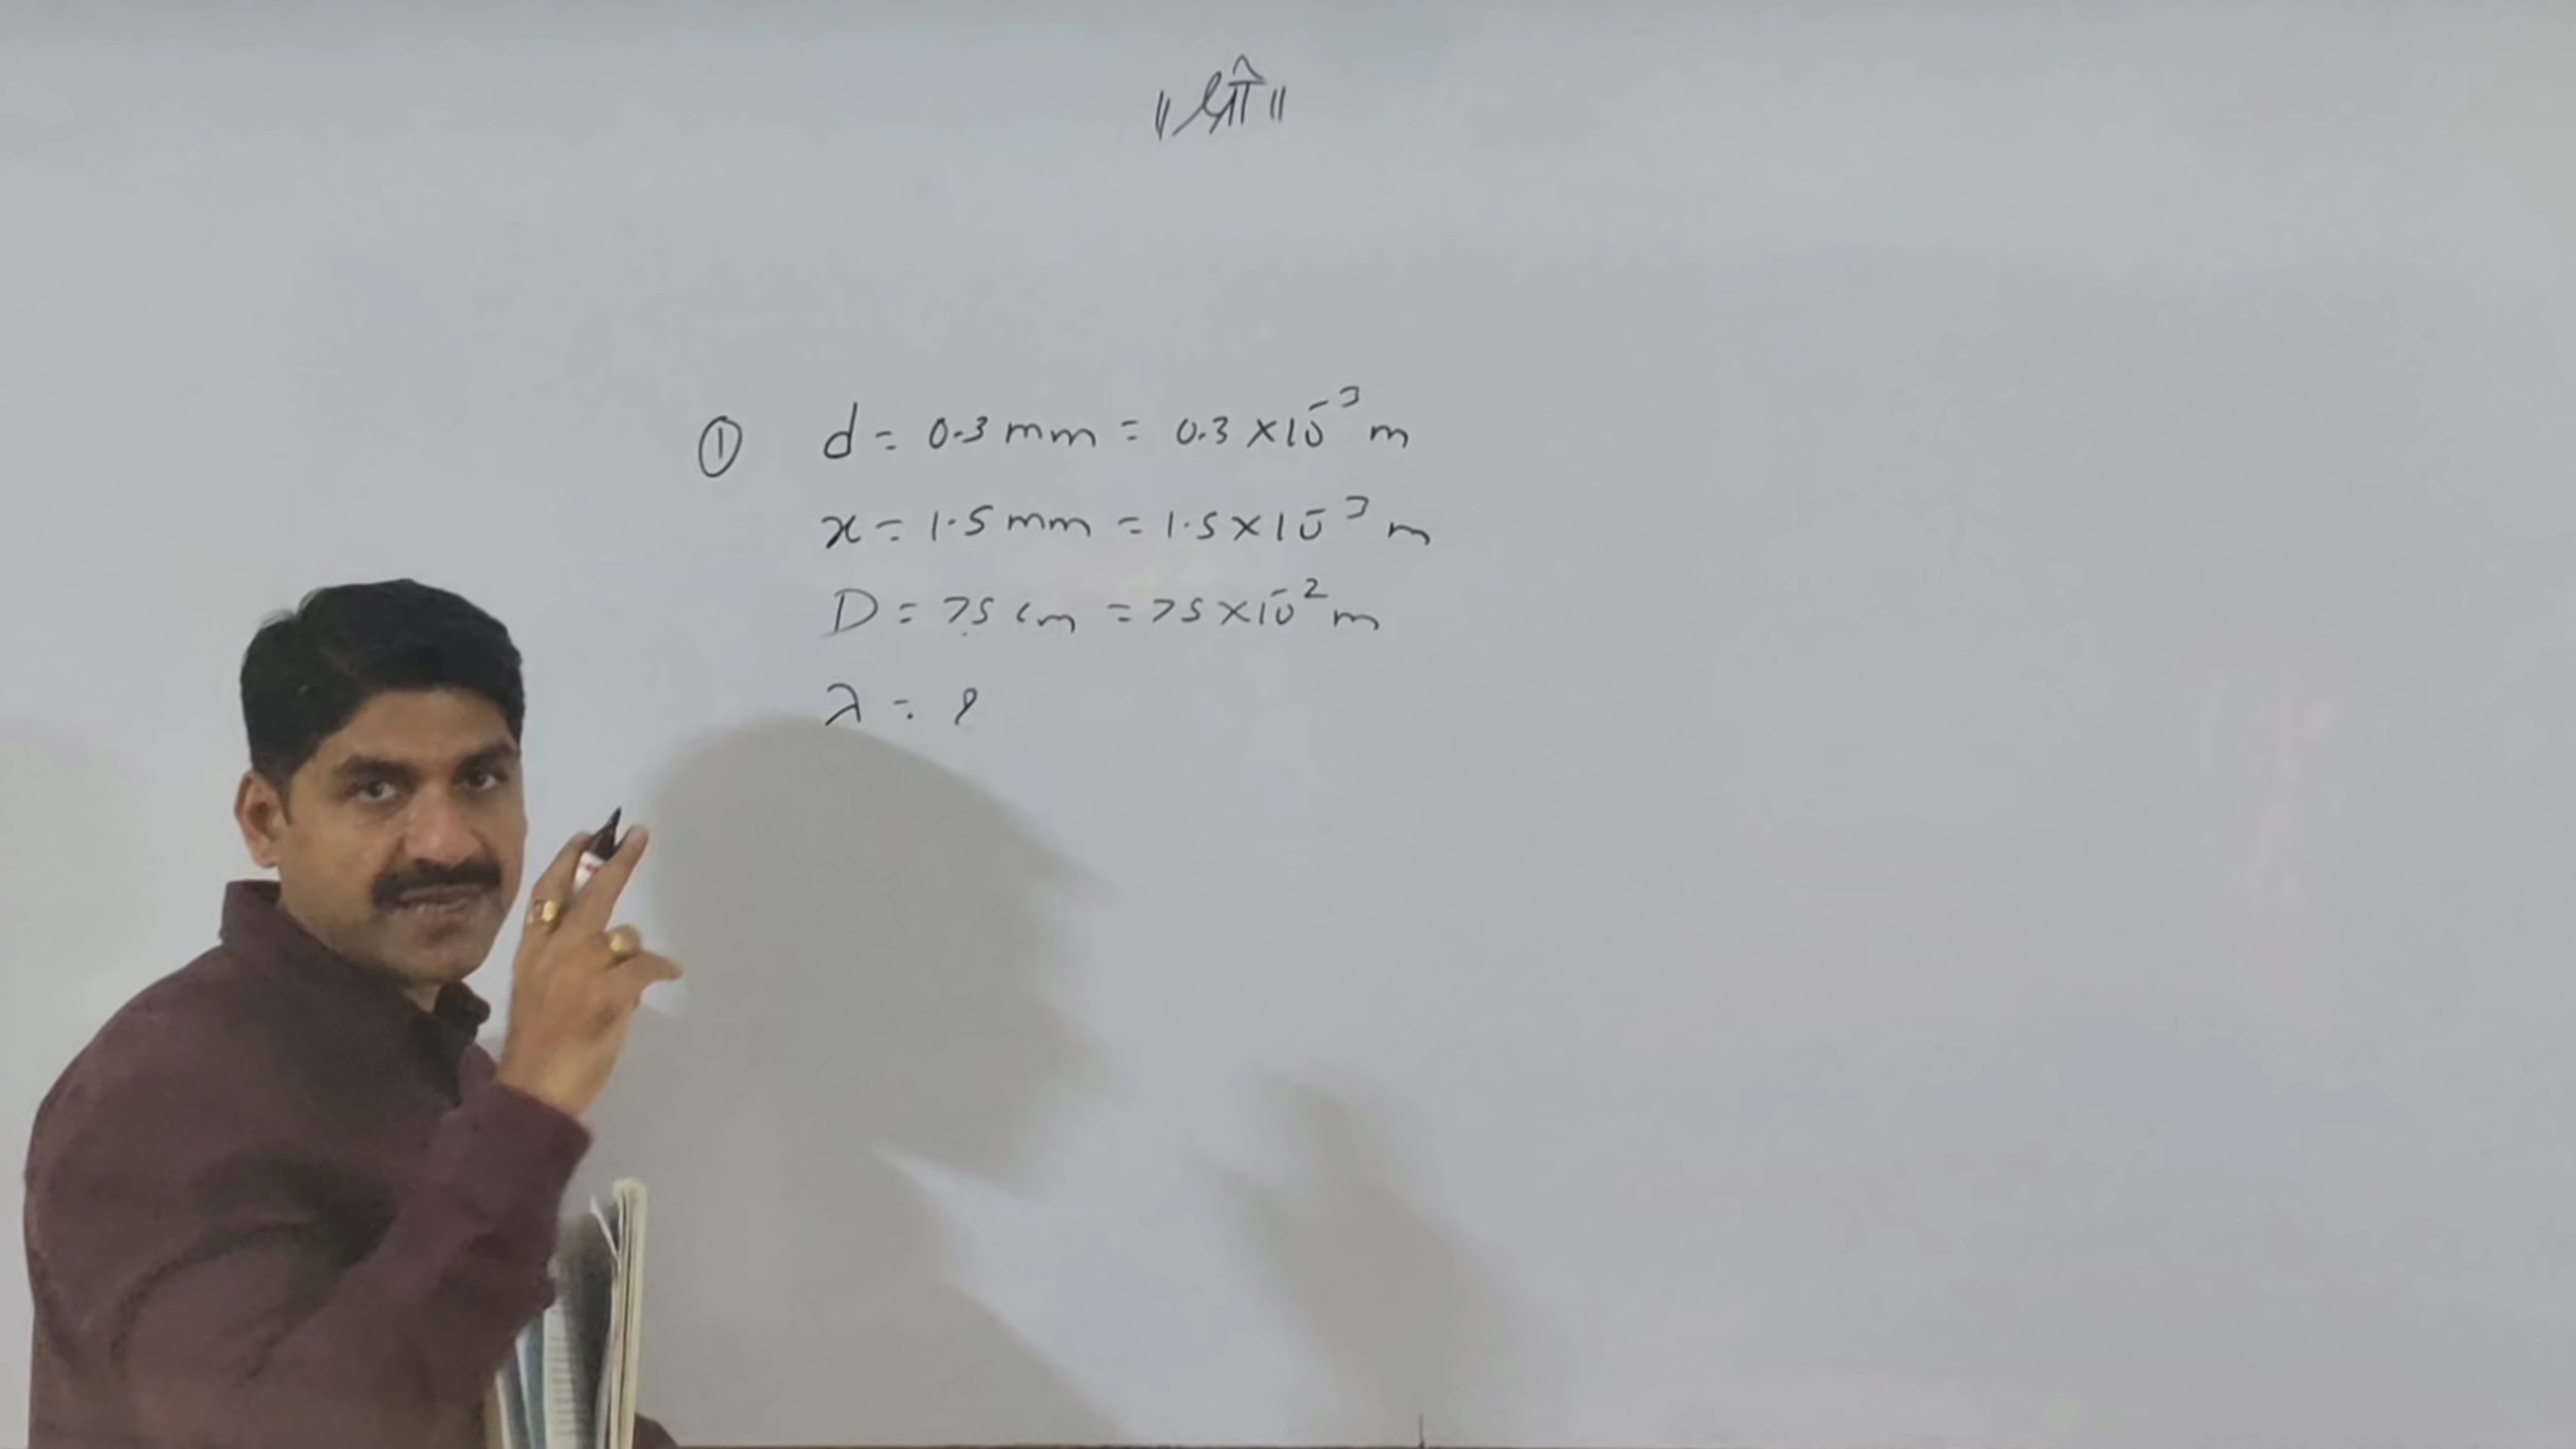 ॥ श्री ॥
① d = 0.3 mm = 0.3 × 10⁻³ m
x = 1.5 mm = 1.5 × 10⁻³ m
D = 75 cm = 75 × 10⁻² m
λ = ?